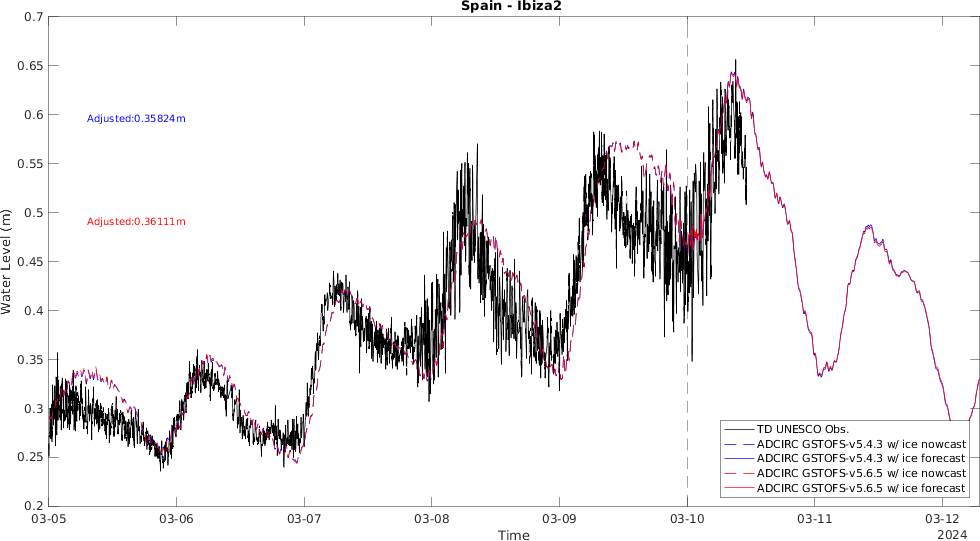 Spain - Ibiza2
0.7
0.65
0.6
0.55
0.5
0.45
0.4
0.35
0.3
0.25
0.2
Water Level (m)
Adjusted:0.35824m
Adjusted:0.36111m
TD UNESCO Obs.
ADCIRC GSTOFS-v5.4.3 w/ ice nowcast
ADCIRC GSTOFS-v5.4.3 w/ ice forecast
ADCIRC GSTOFS-v5.6.5 w/ ice nowcast
ADCIRC GSTOFS-v5.6.5 w/ ice forecast
03-05 03-06 03-07 03-08 03-09 03-10 03-11 03-12
Time
2024